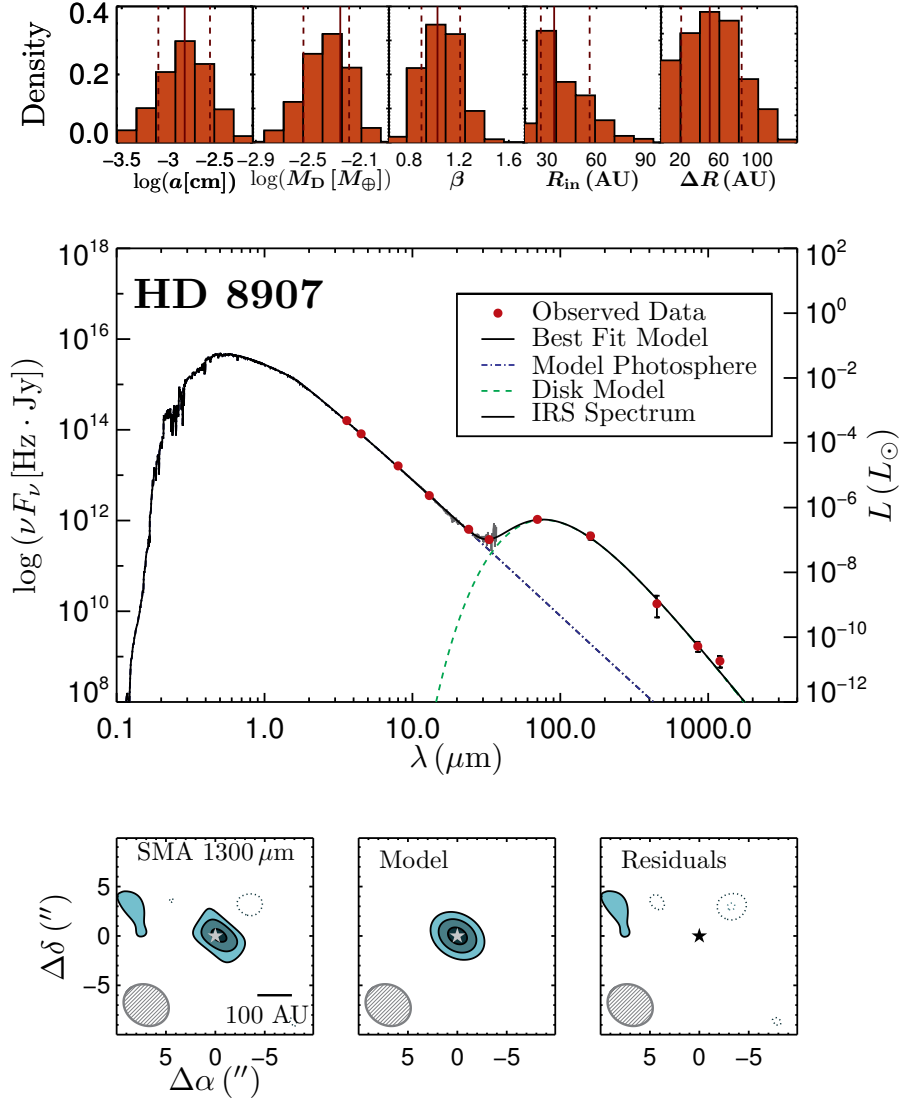 Density
0.4
0.2
0.0
−3.5 −3 −2.5 −2.9 −2.5 −2.1 0.8 1.2 1.6 30 60 90 20 60 100
log(a[cm]) log(M_D [M_⊕]) β R_in (AU) ΔR (AU)
HD 8907
Observed Data
Best Fit Model
Model Photosphere
Disk Model
IRS Spectrum
log (νF_ν [Hz · Jy])
10^18
10^16
10^14
10^12
10^10
10^8
L (L_⊙)
10^2
10^0
10^−2
10^−4
10^−6
10^−8
10^−10
10^−12
0.1 1.0 10.0 100.0 1000.0
λ (μm)
SMA 1300 μm
Model
Residuals
100 AU
Δδ (′′)
5
0
−5
5 0 −5 5 0 −5 5 0 −5
Δα (′′)